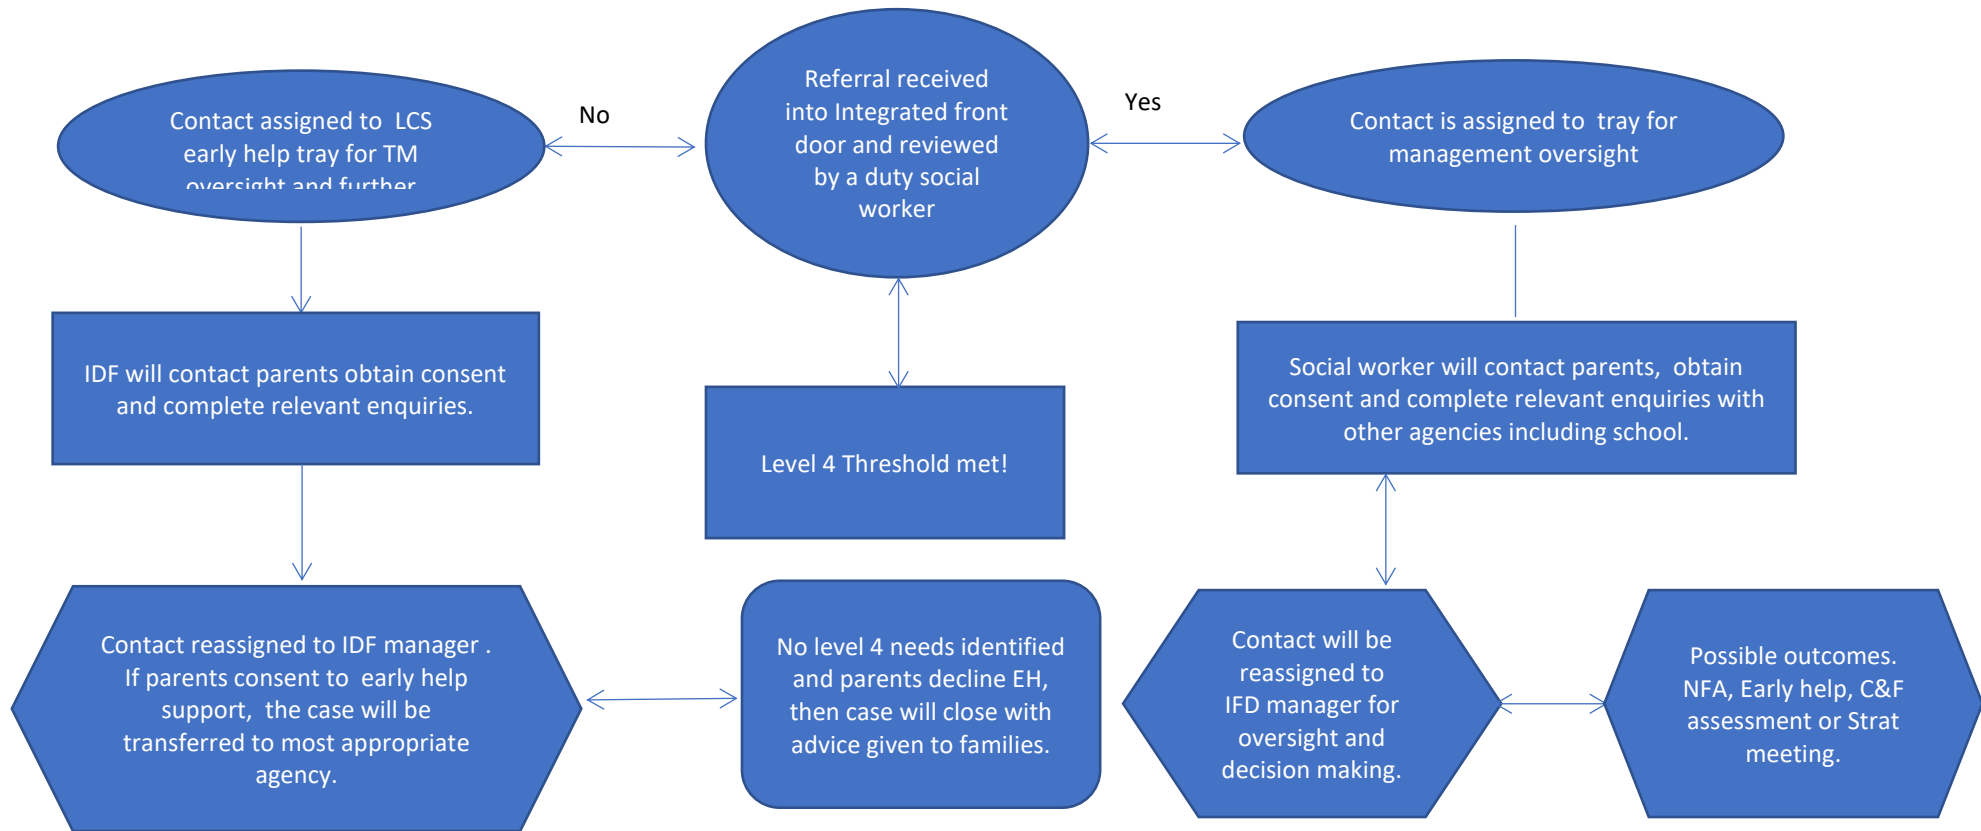 Contact assigned to  LCS
early help tray for TM
oversight and further
No
Referral received
into Integrated front
door and reviewed
by a duty social
worker
Yes
Contact is assigned to  tray for
management oversight
IDF will contact parents obtain consent
and complete relevant enquiries.
Level 4 Threshold met!
Social worker will contact parents,  obtain
consent and complete relevant enquiries with
other agencies including school.
Contact reassigned to IDF manager .
If parents consent to  early help
support,  the case will be
transferred to most appropriate
agency.
No level 4 needs identified
and parents decline EH,
then case will close with
advice given to families.
Contact will be
reassigned to
IFD manager for
oversight and
decision making.
Possible outcomes.
NFA, Early help, C&F
assessment or Strat
meeting.